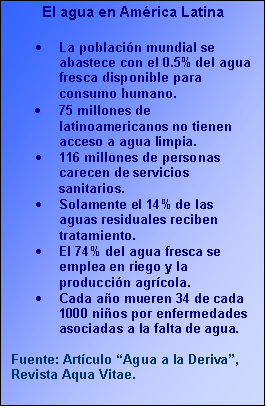 El agua en América Latina
• La población mundial se
abastece con el 0.5% del agua
fresca disponible para
consumo humano.
• 75 millones de
latinoamericanos no tienen
acceso a agua limpia.
• 116 millones de personas
carecen de servicios
sanitarios.
• Solamente el 14% de las
aguas residuales reciben
tratamiento.
• El 74% del agua fresca se
emplea en riego y la
producción agrícola.
• Cada año mueren 34 de cada
1000 niños por enfermedades
asociadas a la falta de agua.
Fuente: Artículo “Agua a la Deriva”,
Revista Aqua Vitae.